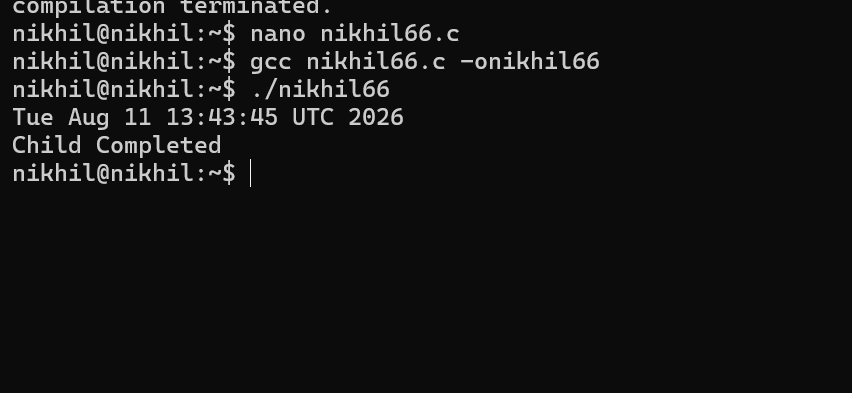 compilation terminated.
nikhil@nikhil:~$ nano nikhil66.c
nikhil@nikhil:~$ gcc nikhil66.c -onikhil66
nikhil@nikhil:~$ ./nikhil66
Tue Aug 11 13:43:45 UTC 2026
Child Completed
nikhil@nikhil:~$